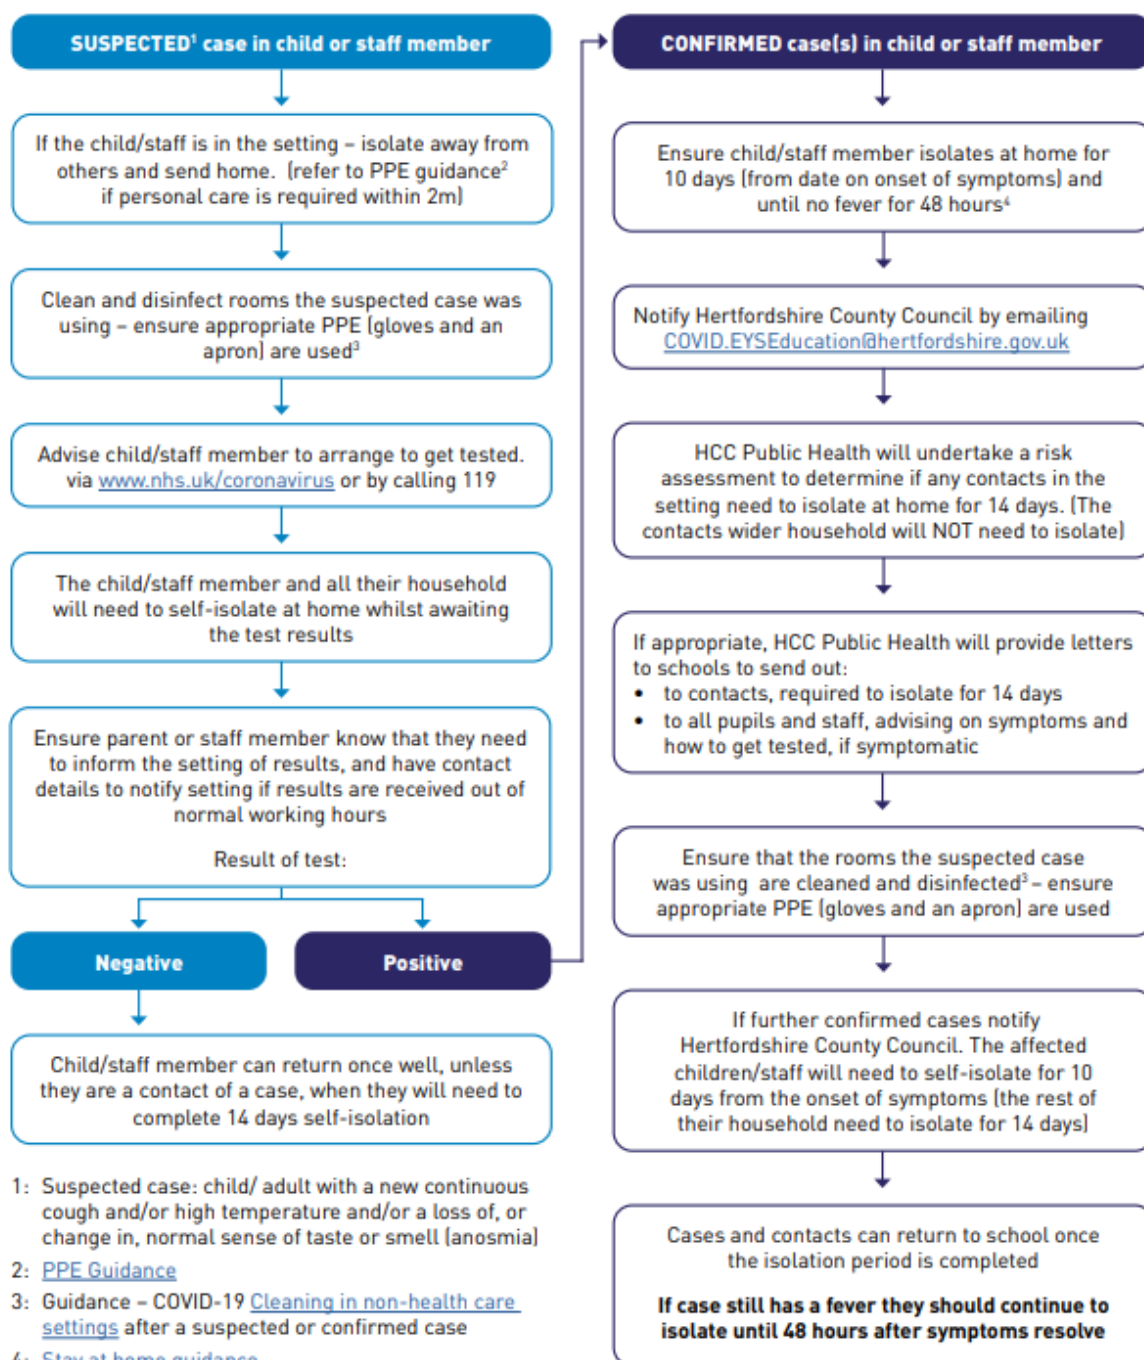 SUSPECTED¹ case in child or staff member
If the child/staff is in the setting – isolate away from
others and send home. (refer to PPE guidance²
if personal care is required within 2m)
Clean and disinfect rooms the suspected case was
using – ensure appropriate PPE (gloves and an
apron) are used³
Advise child/staff member to arrange to get tested.
via www.nhs.uk/coronavirus or by calling 119
The child/staff member and all their household
will need to self-isolate at home whilst awaiting
the test results
Ensure parent or staff member know that they need
to inform the setting of results, and have contact
details to notify setting if results are received out of
normal working hours
Result of test:
Negative
Positive
Child/staff member can return once well, unless
they are a contact of a case, when they will need to
complete 14 days self-isolation
1: Suspected case: child/ adult with a new continuous
cough and/or high temperature and/or a loss of, or
change in, normal sense of taste or smell (anosmia)
2: PPE Guidance
3: Guidance – COVID-19 Cleaning in non-health care
settings after a suspected or confirmed case
4: Stay at home guidance
CONFIRMED case(s) in child or staff member
Ensure child/staff member isolates at home for
10 days (from date on onset of symptoms) and
until no fever for 48 hours⁴
Notify Hertfordshire County Council by emailing
COVID.EYSEducation@hertfordshire.gov.uk
HCC Public Health will undertake a risk
assessment to determine if any contacts in the
setting need to isolate at home for 14 days. (The
contacts wider household will NOT need to isolate)
If appropriate, HCC Public Health will provide letters
to schools to send out:
• to contacts, required to isolate for 14 days
• to all pupils and staff, advising on symptoms and
how to get tested, if symptomatic
Ensure that the rooms the suspected case
was using are cleaned and disinfected³ – ensure
appropriate PPE (gloves and an apron) are used
If further confirmed cases notify
Hertfordshire County Council. The affected
children/staff will need to self-isolate for 10
days from the onset of symptoms (the rest of
their household need to isolate for 14 days)
Cases and contacts can return to school once
the isolation period is completed
If case still has a fever they should continue to
isolate until 48 hours after symptoms resolve